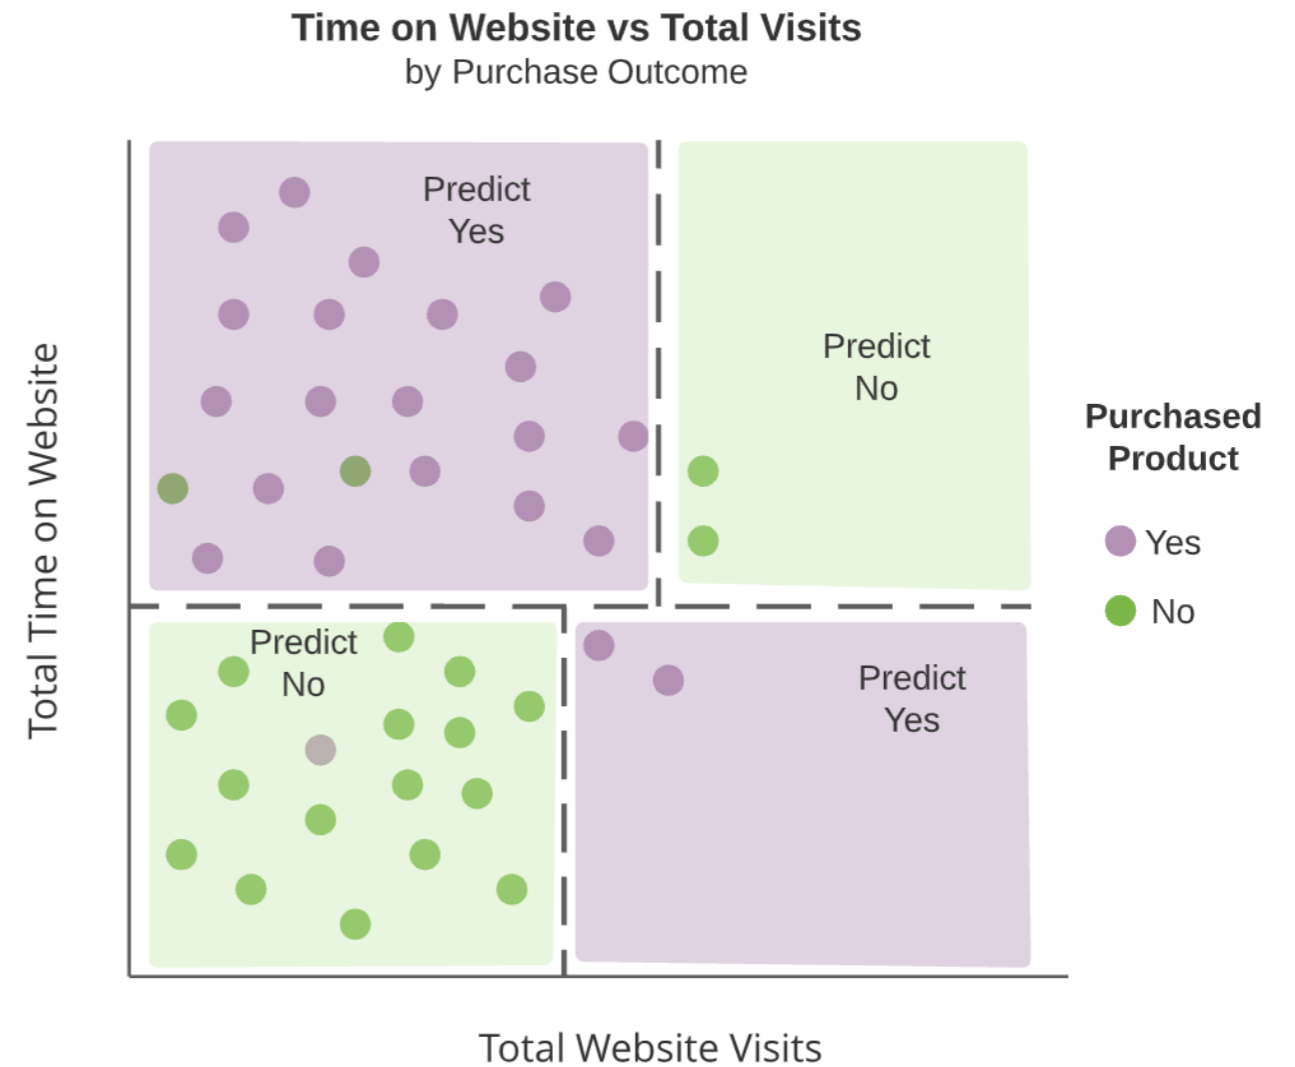 Time on Website vs Total Visits
by Purchase Outcome
Total Time on Website
Predict
Yes
Predict
No
Predict
No
Predict
Yes
Purchased
Product
Yes
No
Total Website Visits